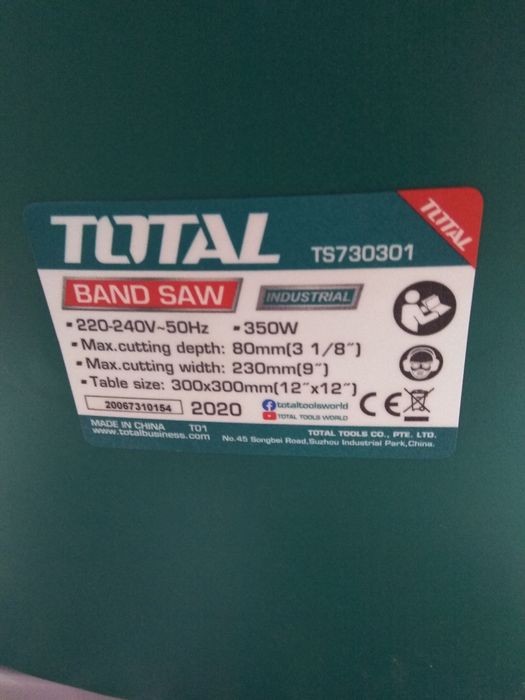 TOTAL
TOTAL
TS730301
BAND SAW
INDUSTRIAL
▪220-240V~50Hz ▪350W
▪Max.cutting depth: 80mm(3 1/8″)
▪Max.cutting width: 230mm(9″)
▪Table size: 300x300mm(12″x12″)
20067310154 2020
totaltoolsworld
TOTAL TOOLS WORLD
CE
MADE IN CHINA T01
www.totalbusiness.com
TOTAL TOOLS CO., PTE. LTD.
No.45 Songbei Road,Suzhou Industrial Park,China.